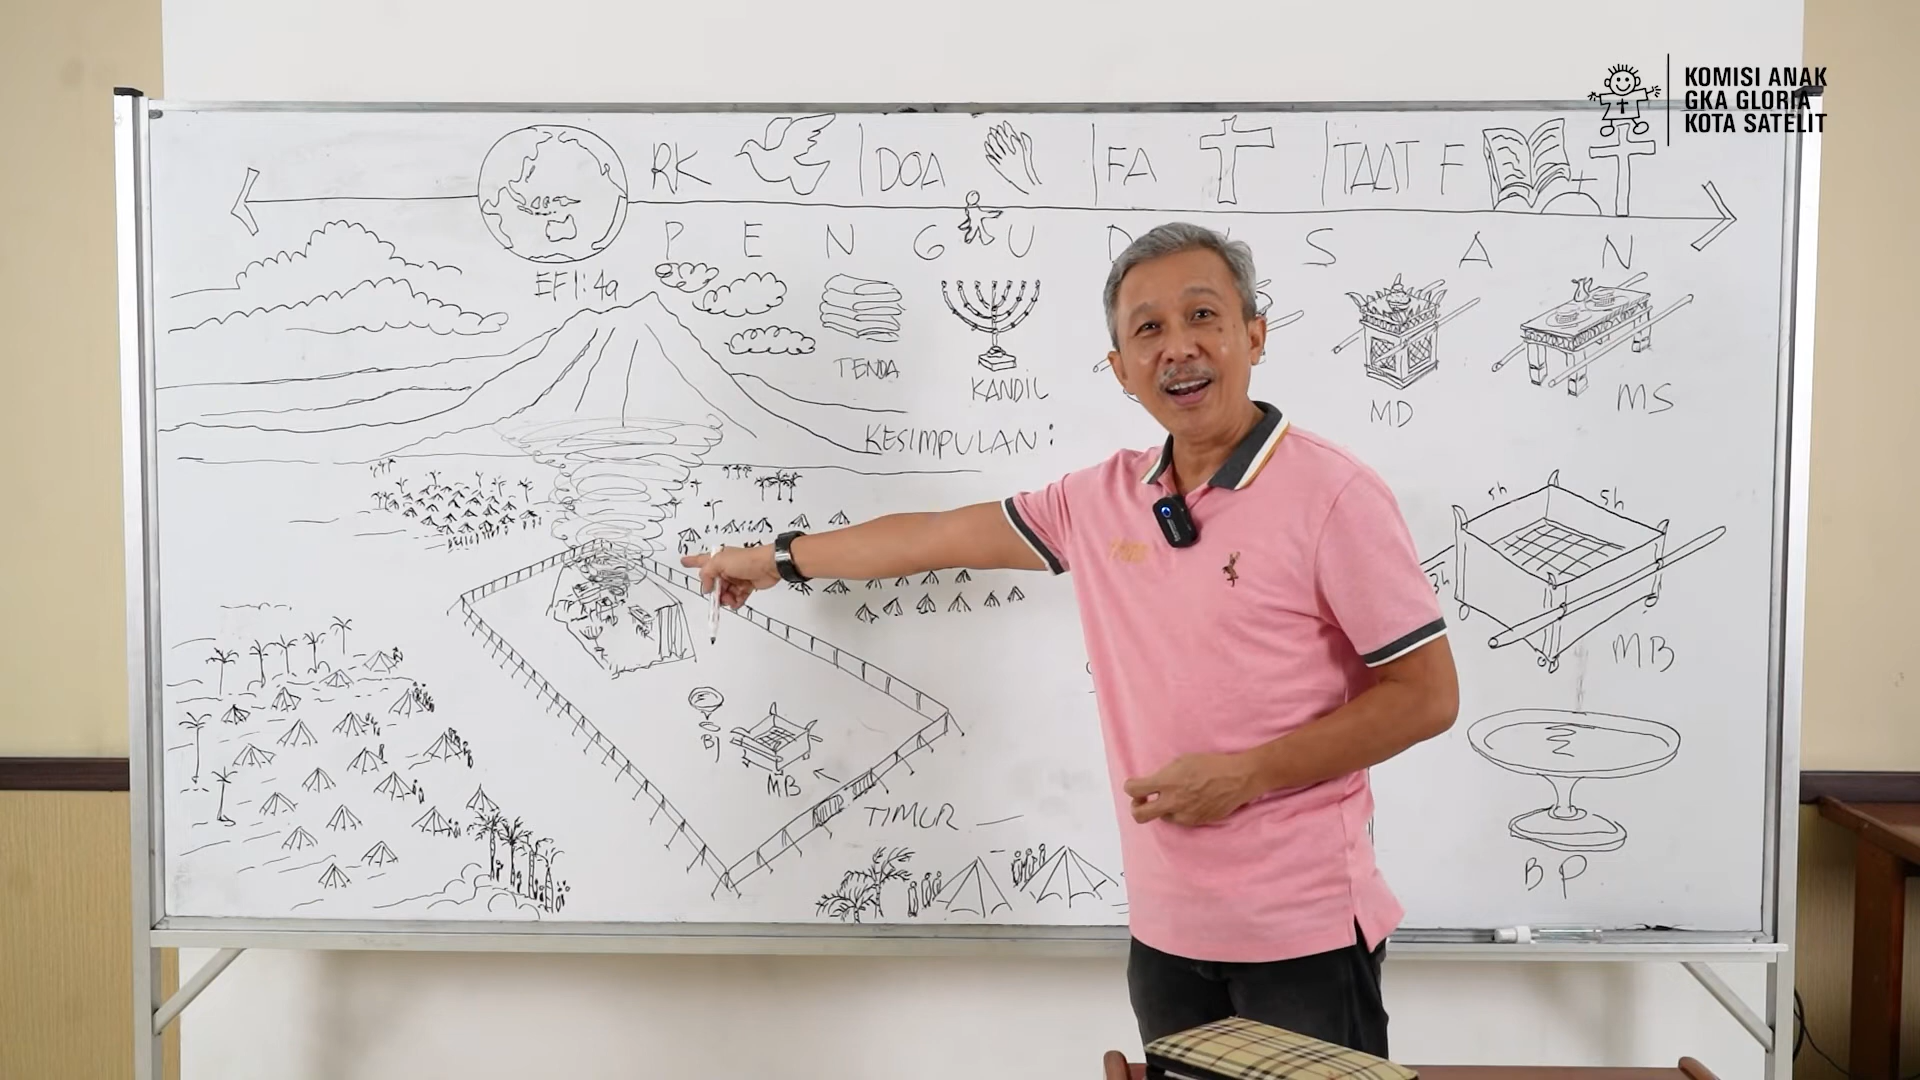 KOMISI ANAK
GKA GLORIA
KOTA SATELIT
RK DOA FA TAAT F
P E N G U D S A N
EF 1:4a
TENDA
KANDIL
MD
MS
KESIMPULAN:
5h 5h
3h
MB
BJ
MB
TIMUR
BP